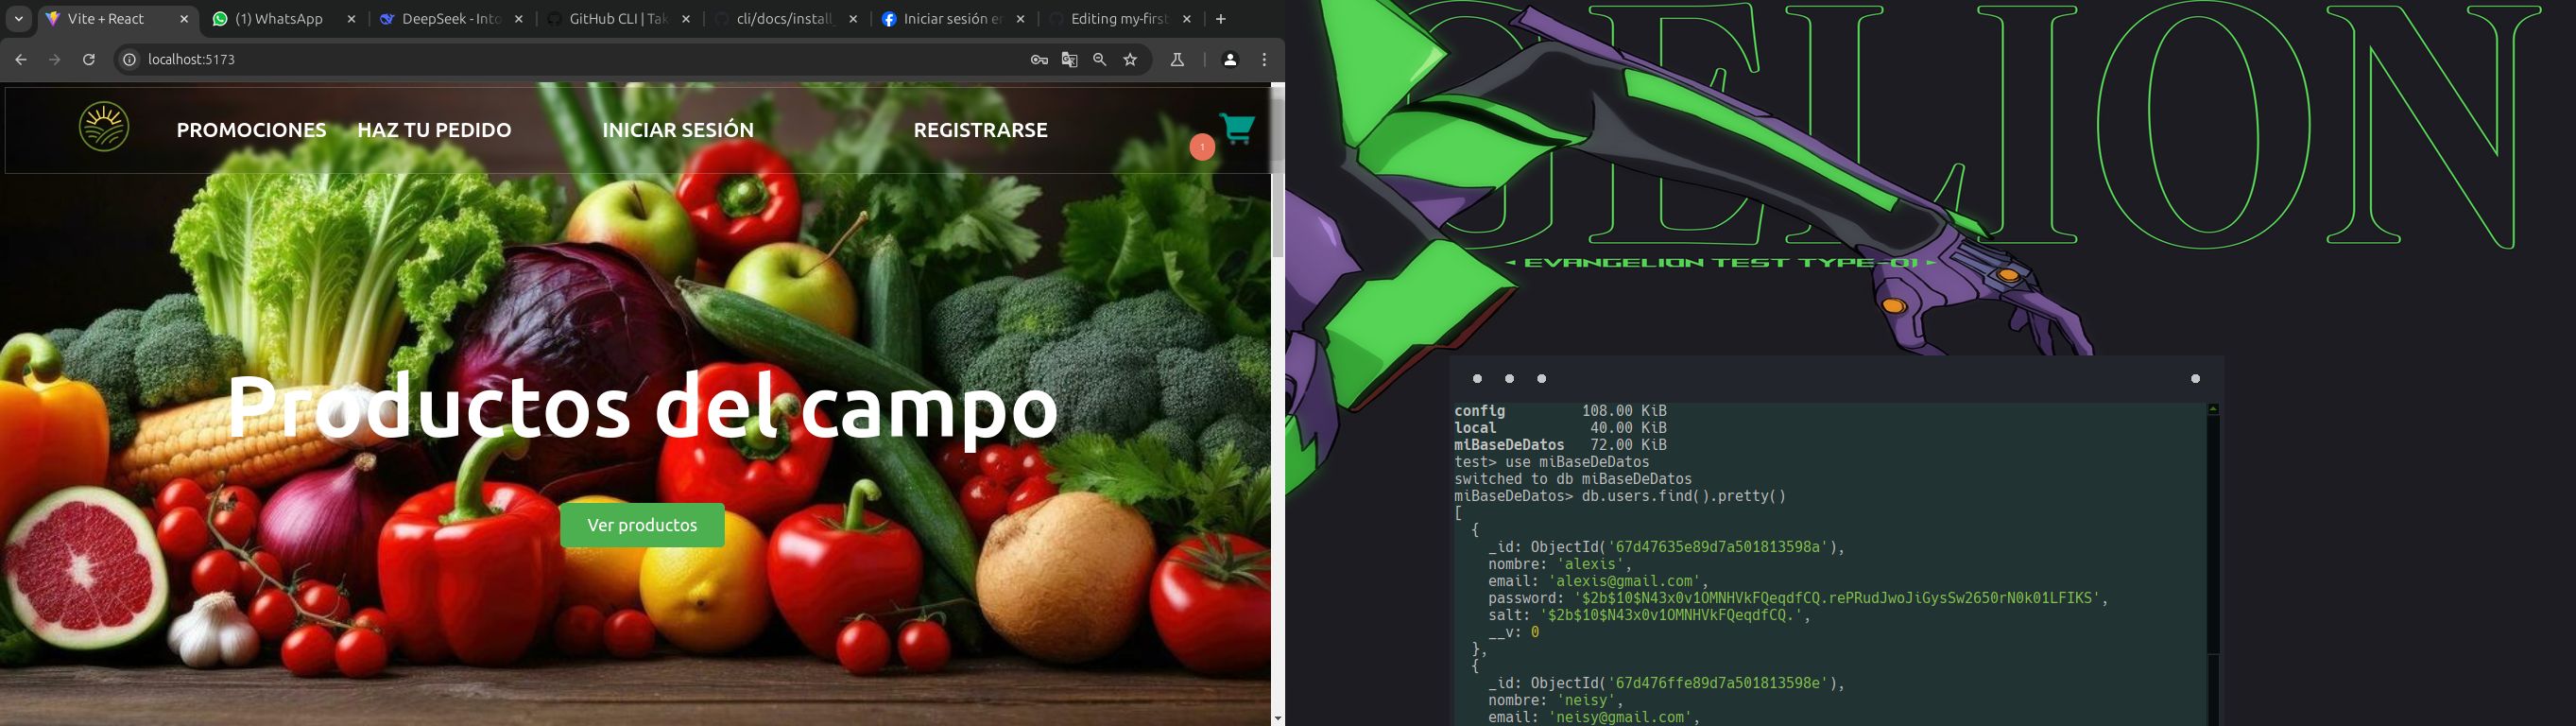 Vite + React
(1) WhatsApp
DeepSeek - Into
GitHub CLI | Tak
cli/docs/install_
Iniciar sesión en
Editing my-first
localhost:5173
PROMOCIONES
HAZ TU PEDIDO
INICIAR SESIÓN
REGISTRARSE
1
Productos del campo
Ver productos
GELION
EVANGELION TEST TYPE-01
config 108.00 KiB
local 40.00 KiB
miBaseDeDatos 72.00 KiB
test> use miBaseDeDatos
switched to db miBaseDeDatos
miBaseDeDatos> db.users.find().pretty()
[
{
_id: ObjectId('67d47635e89d7a501813598a'),
nombre: 'alexis',
email: 'alexis@gmail.com',
password: '$2b$10$N43x0v1OMNHVkFQeqdfCQ.rePRudJwoJiGysSw2650rN0k01LFIKS',
salt: '$2b$10$N43x0v1OMNHVkFQeqdfCQ.',
__v: 0
},
{
_id: ObjectId('67d476ffe89d7a501813598e'),
nombre: 'neisy',
email: 'neisy@gmail.com',